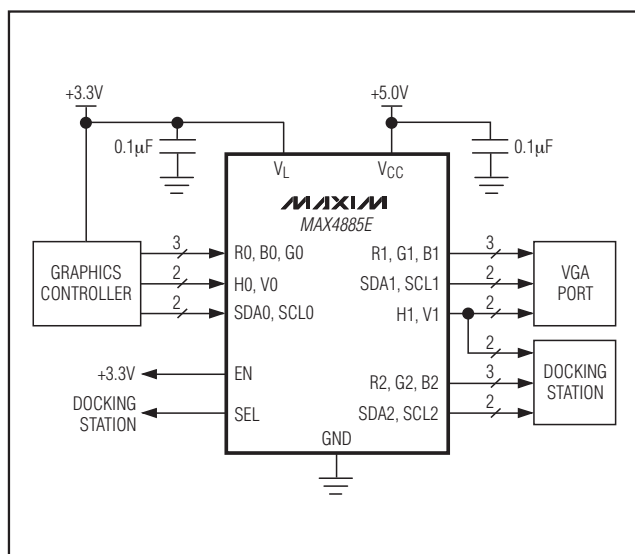 +3.3V
+5.0V
0.1µF
0.1µF
VL
VCC
MAXIM
MAX4885E
GRAPHICS
CONTROLLER
3
R0, B0, G0
2
H0, V0
2
SDA0, SCL0
R1, G1, B1
3
SDA1, SCL1
2
H1, V1
2
VGA
PORT
2
R2, G2, B2
3
SDA2, SCL2
2
DOCKING
STATION
+3.3V
EN
DOCKING
STATION
SEL
GND